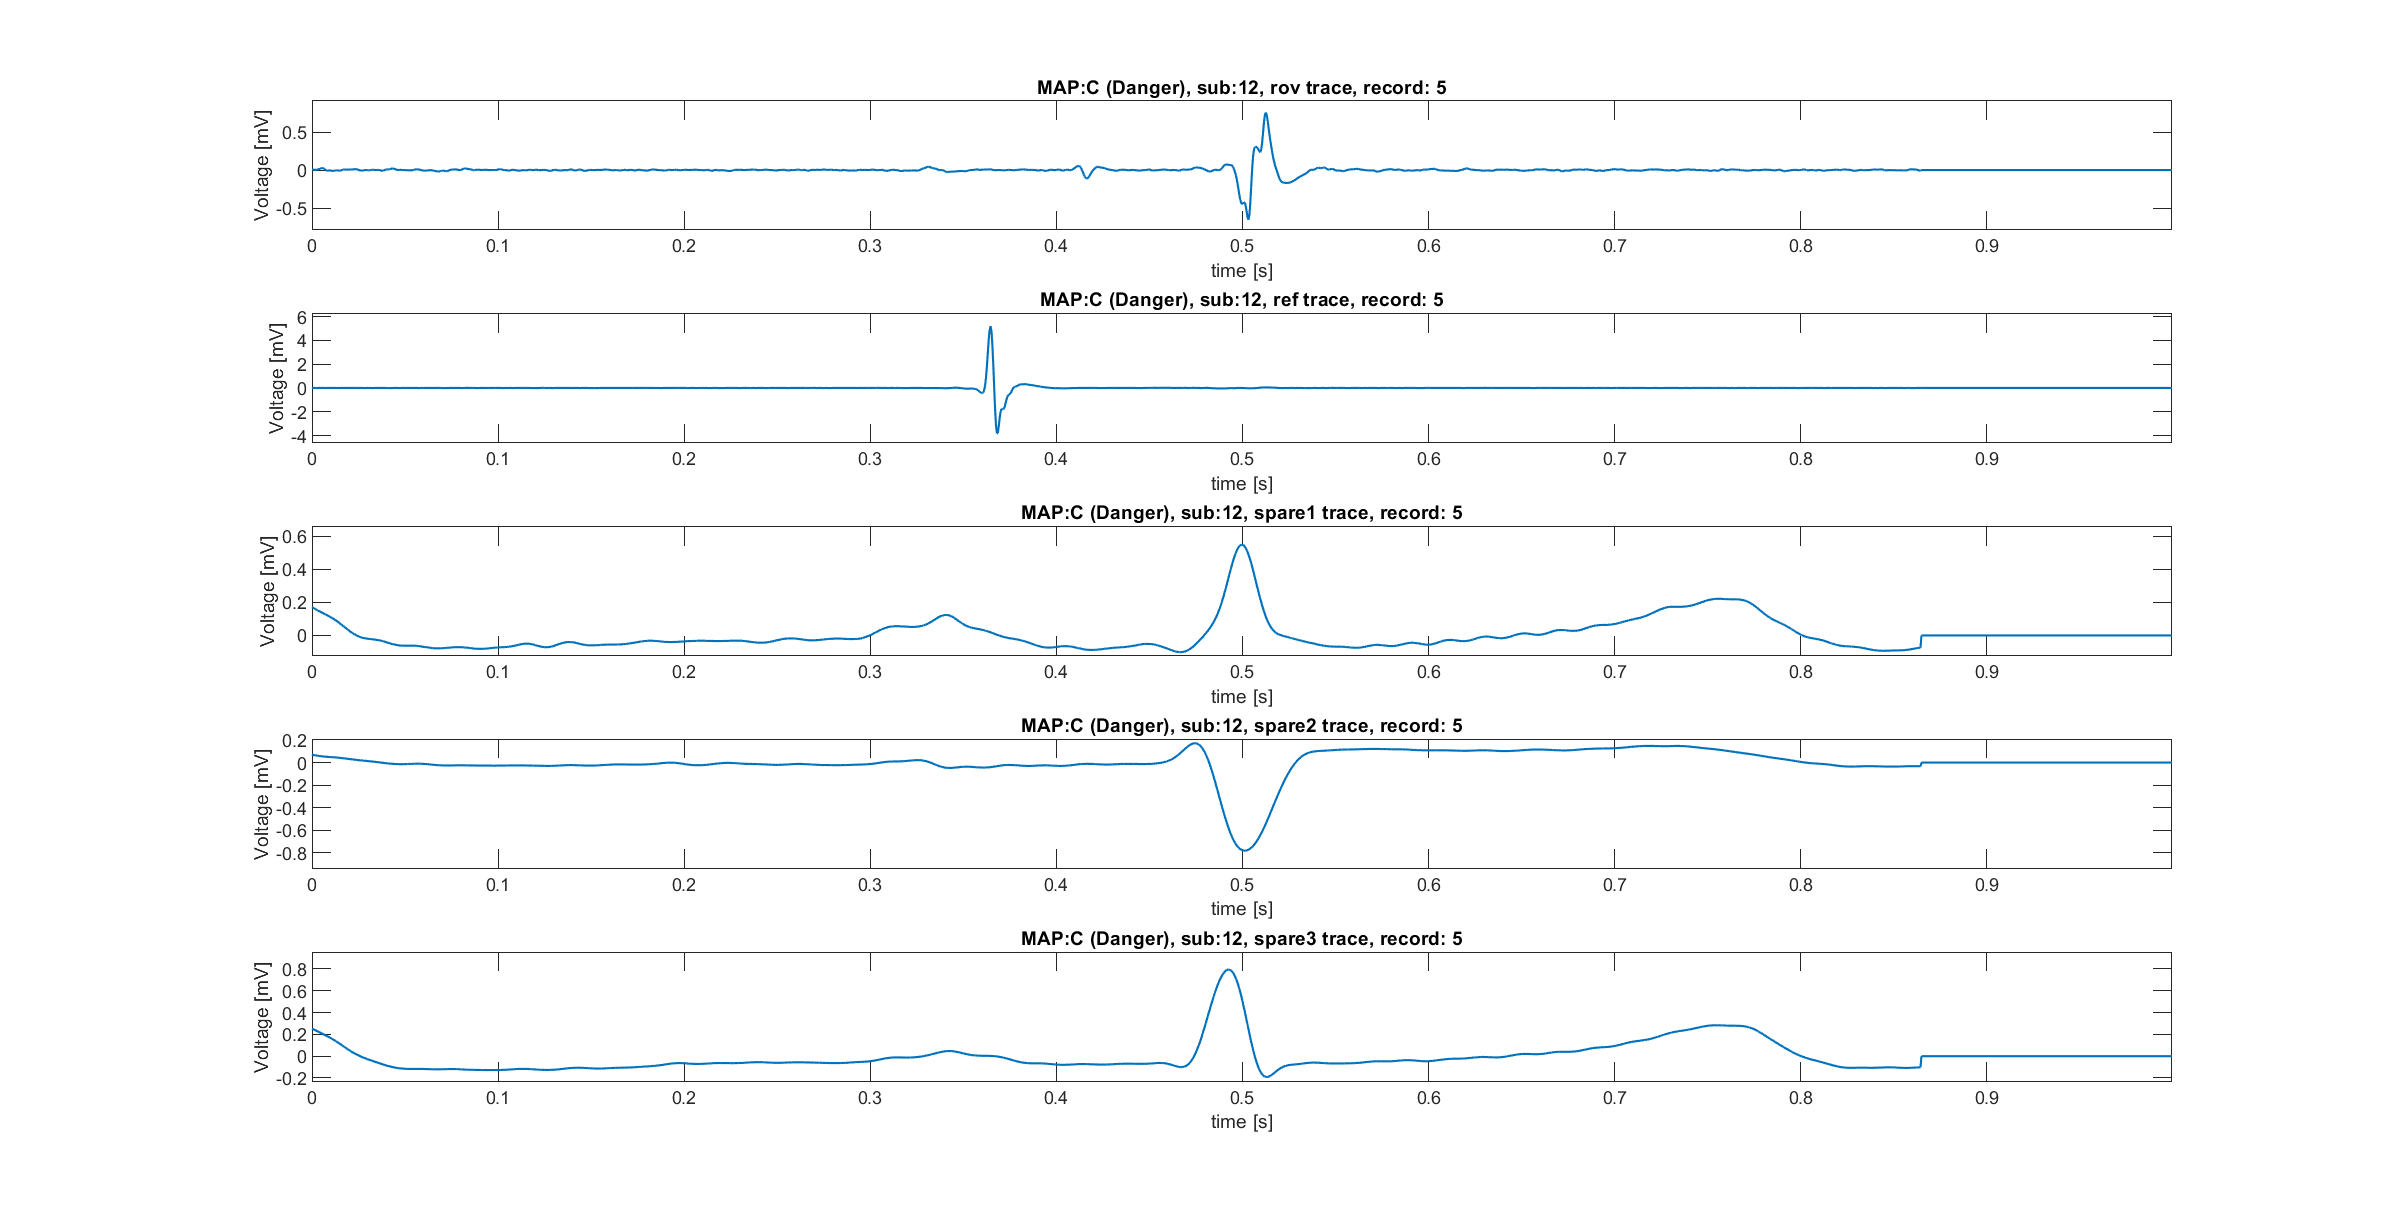 MAP:C (Danger), sub:12, rov trace, record: 5
Voltage [mV]
0.5
0
-0.5
0 0.1 0.2 0.3 0.4 0.5 0.6 0.7 0.8 0.9
time [s]
MAP:C (Danger), sub:12, ref trace, record: 5
Voltage [mV]
6
4
2
0
-2
-4
0 0.1 0.2 0.3 0.4 0.5 0.6 0.7 0.8 0.9
time [s]
MAP:C (Danger), sub:12, spare1 trace, record: 5
Voltage [mV]
0.6
0.4
0.2
0
0 0.1 0.2 0.3 0.4 0.5 0.6 0.7 0.8 0.9
time [s]
MAP:C (Danger), sub:12, spare2 trace, record: 5
Voltage [mV]
0.2
0
-0.2
-0.4
-0.6
-0.8
0 0.1 0.2 0.3 0.4 0.5 0.6 0.7 0.8 0.9
time [s]
MAP:C (Danger), sub:12, spare3 trace, record: 5
Voltage [mV]
0.8
0.6
0.4
0.2
0
-0.2
0 0.1 0.2 0.3 0.4 0.5 0.6 0.7 0.8 0.9
time [s]